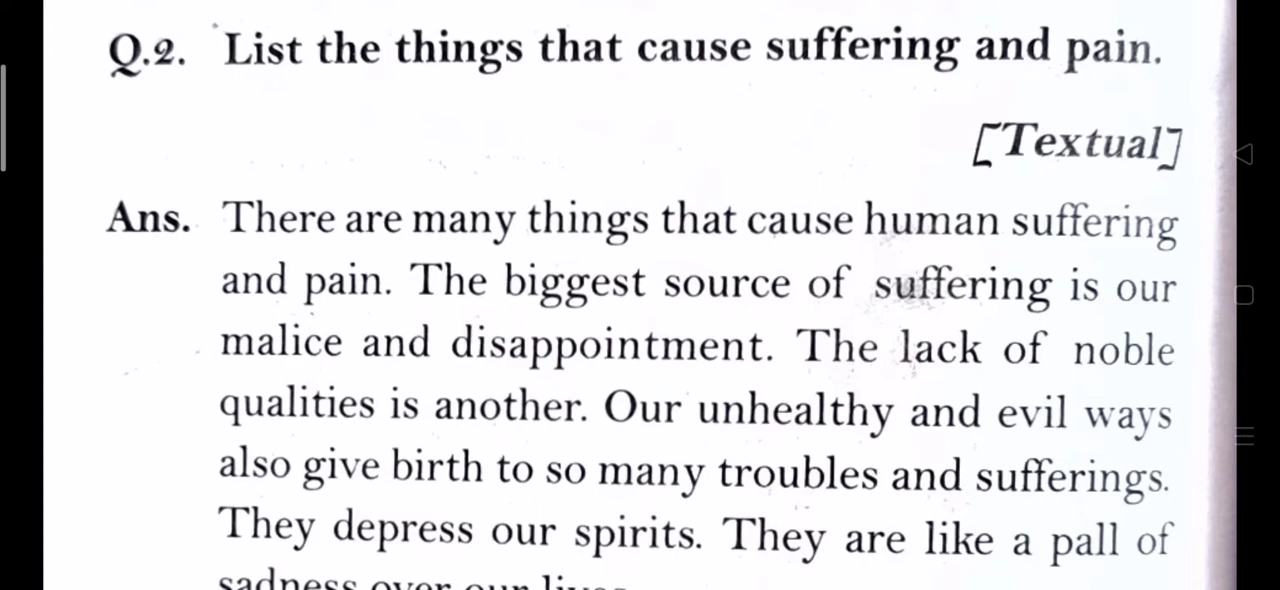 Q.2. List the things that cause suffering and pain.
[Textual]
Ans. There are many things that cause human suffering
and pain. The biggest source of suffering is our
malice and disappointment. The lack of noble
qualities is another. Our unhealthy and evil ways
also give birth to so many troubles and sufferings.
They depress our spirits. They are like a pall of
sadness over our